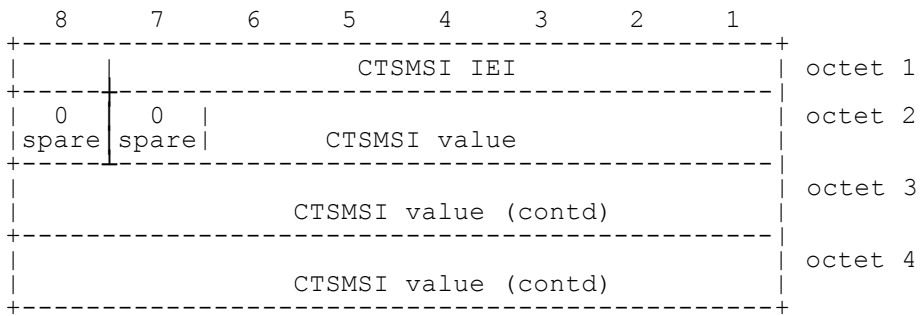 8 7 6 5 4 3 2 1
CTSMSI IEI octet 1
0 0 octet 2
spare spare CTSMSI value
octet 3
CTSMSI value (contd)
octet 4
CTSMSI value (contd)